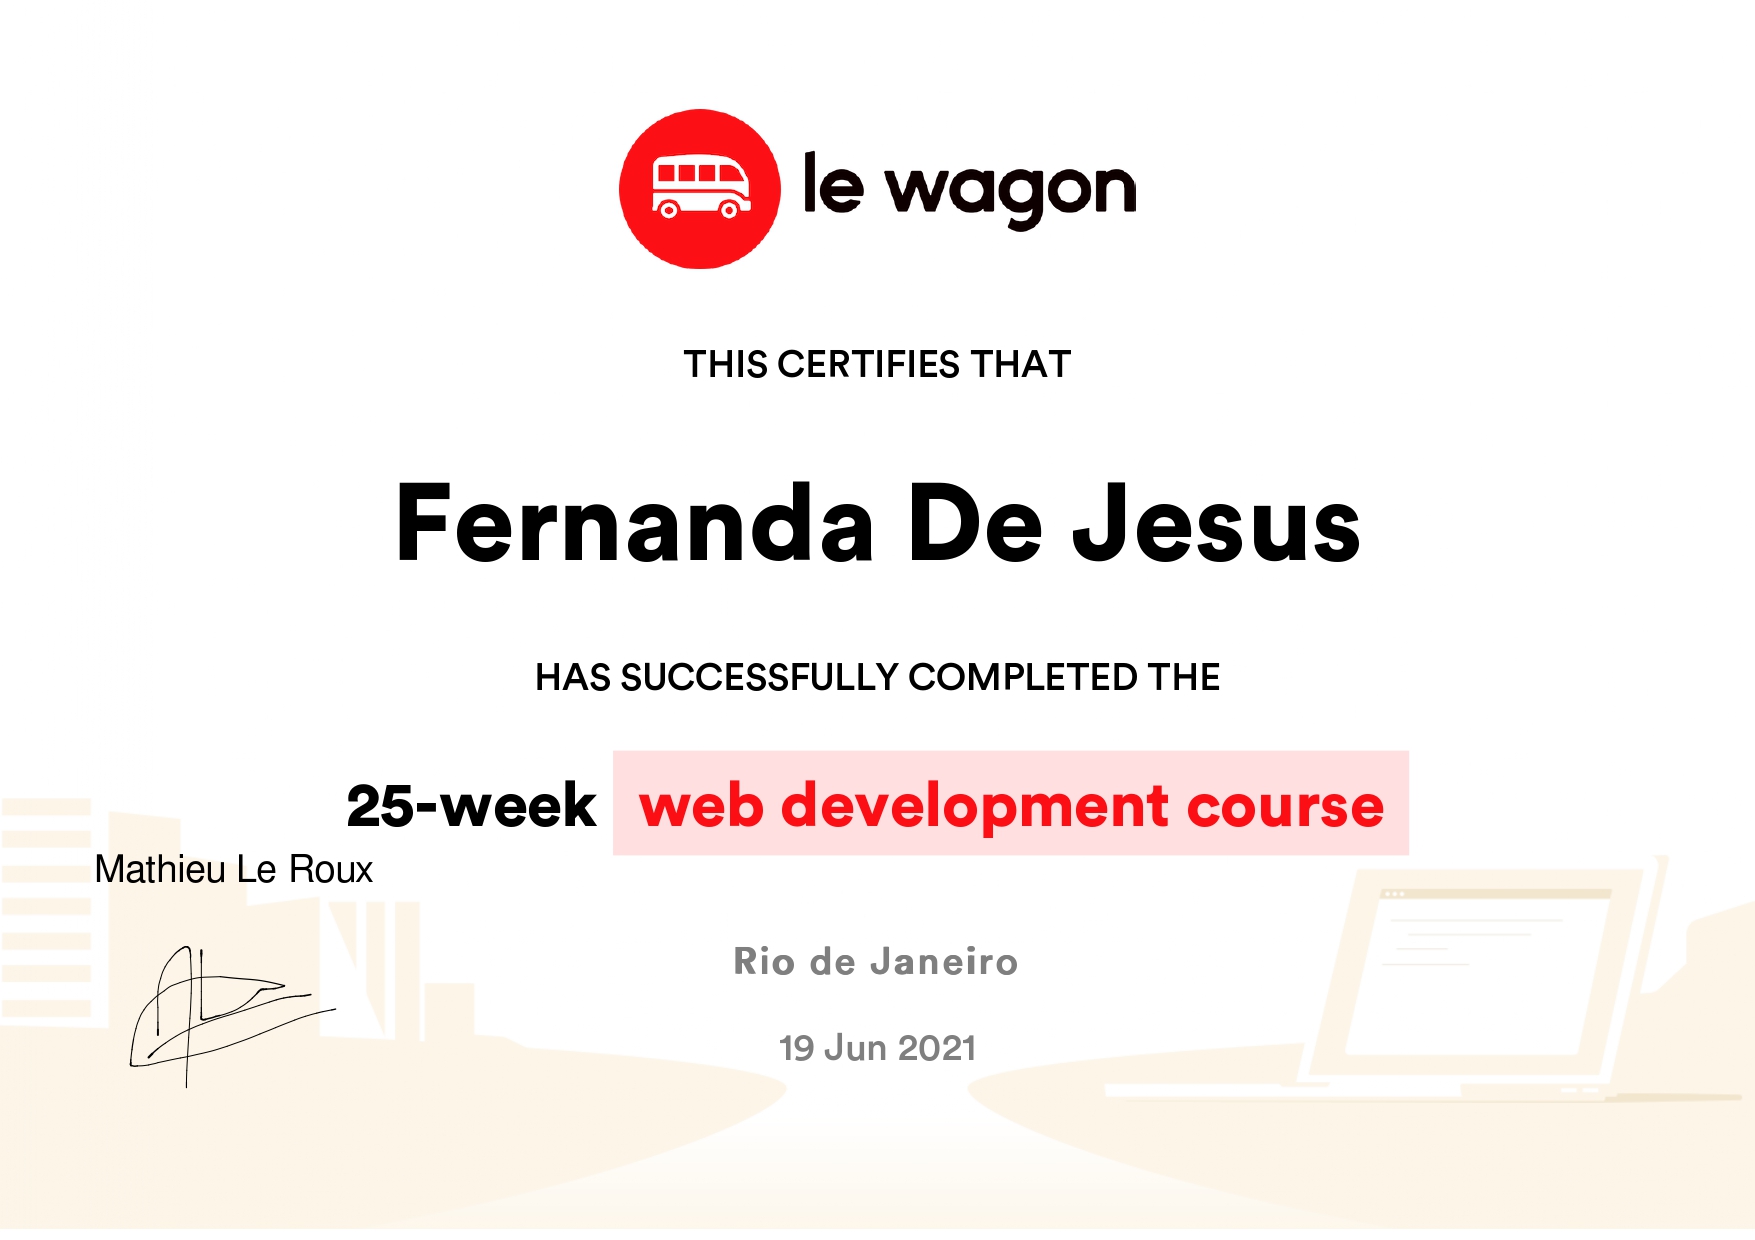 le wagon
THIS CERTIFIES THAT
Fernanda De Jesus
HAS SUCCESSFULLY COMPLETED THE
25-week web development course
Mathieu Le Roux
Rio de Janeiro
19 Jun 2021